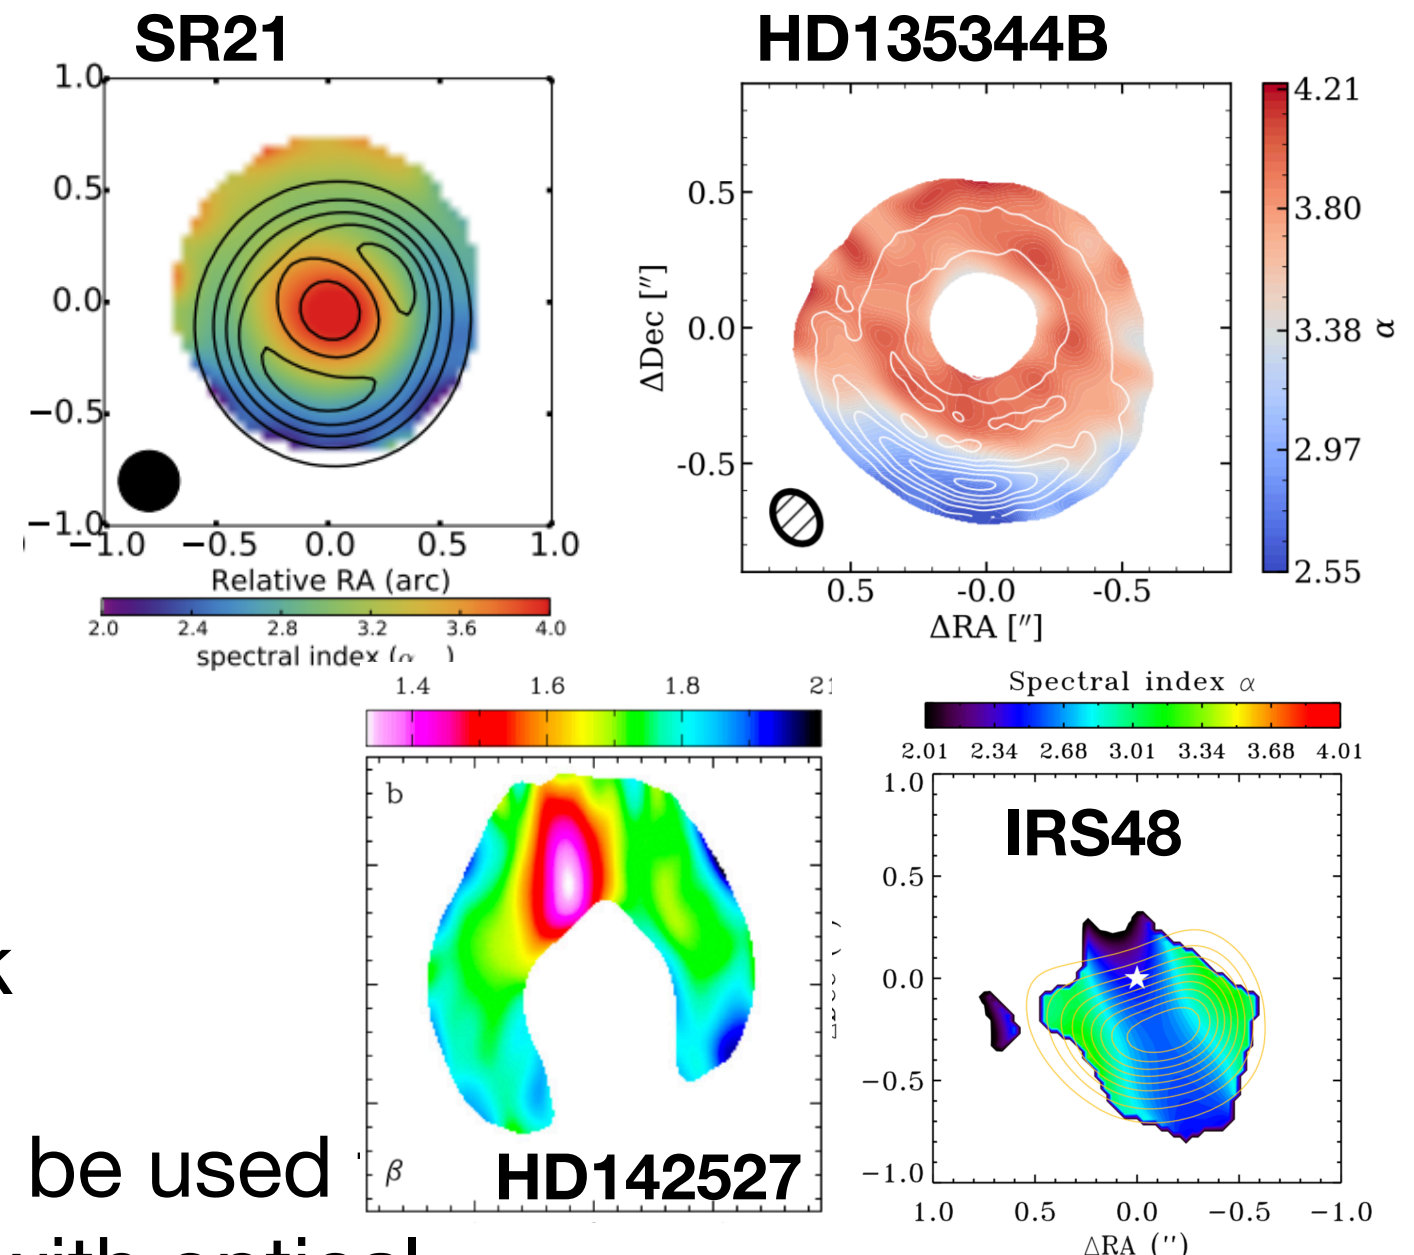 SR21
1.0
0.5
0.0
−0.5
−1.0
−1.0 −0.5 0.0 0.5 1.0
Relative RA (arc)
2.0 2.4 2.8 3.2 3.6 4.0
spectral index (α
HD135344B
0.5
0.0
-0.5
ΔDec [″]
0.5 -0.0 -0.5
ΔRA [″]
4.21
3.80
3.38
2.97
2.55
α
1.4 1.6 1.8 21
b
β
HD142527
Spectral index α
2.01 2.34 2.68 3.01 3.34 3.68 4.01
IRS48
1.0
0.5
0.0
−0.5
−1.0
1.0 0.5 0.0 −0.5 −1.0
ΔRA (″)
k
be used
with optical